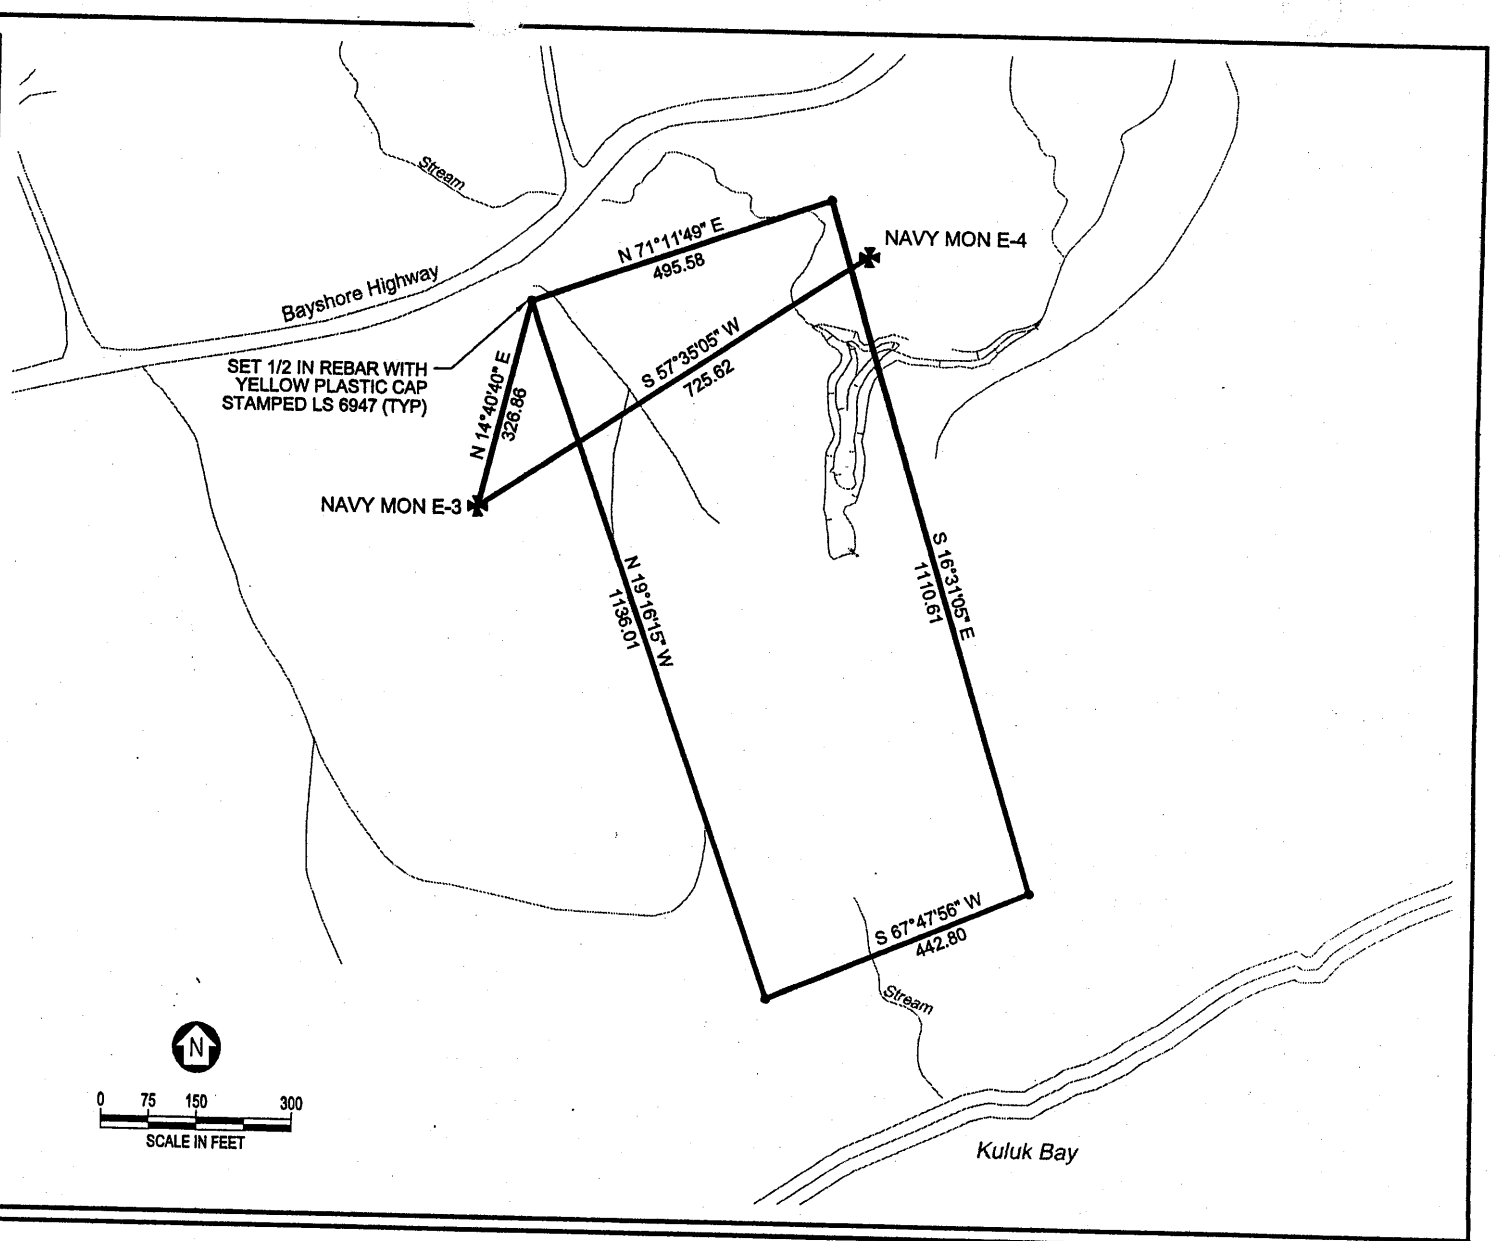 Stream
NAVY MON E-4
N 71°11'49" E
495.58
Bayshore Highway
S 57°35'05" W
725.62
SET 1/2 IN REBAR WITH
YELLOW PLASTIC CAP
STAMPED LS 6947 (TYP)
N 14°40'40" E
326.86
NAVY MON E-3
N 19°16'15" W
1136.01
S 16°31'05" E
1110.61
S 67°47'56" W
442.80
Stream
N
0 75 150 300
SCALE IN FEET
Kuluk Bay